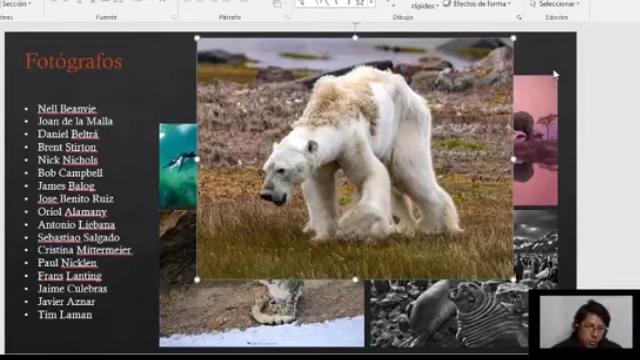 Sección
Fuente
Párrafo
rápidos
Dibujo
Efectos de forma
Seleccionar
Edición
Fotógrafos
• Nell Beanvie
• Joan de la Malla
• Daniel Beltrá
• Brent Stirton
• Nick Nichols
• Bob Campbell
• James Balog
• Jose Benito Ruiz
• Oriol Alamany
• Antonio Liebana
• Sebastiao Salgado
• Cristina Mittermeier
• Paul Nicklen
• Frans Lanting
• Jaime Culebras
• Javier Aznar
• Tim Laman